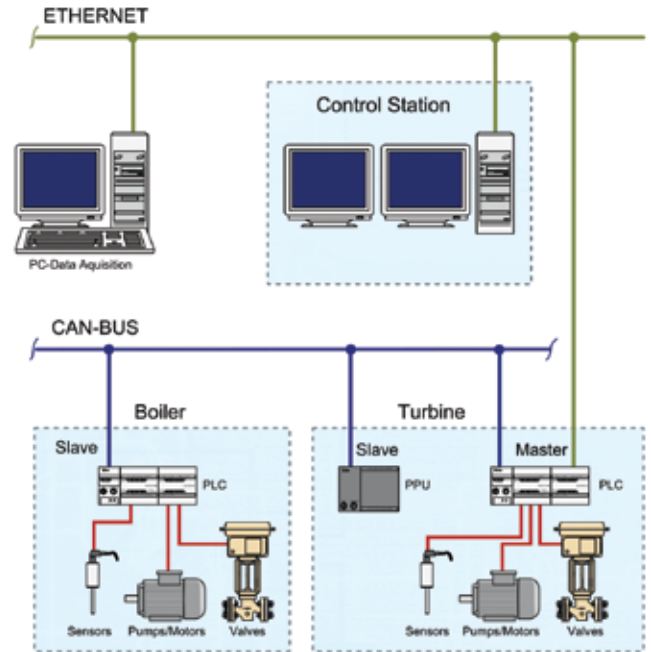 ETHERNET
Control Station
PC-Data Aquisition
CAN-BUS
Boiler
Turbine
Slave
PLC
Slave
PPU
Master
PLC
Sensors
Pumps/Motors
Valves
Sensors
Pumps/Motors
Valves